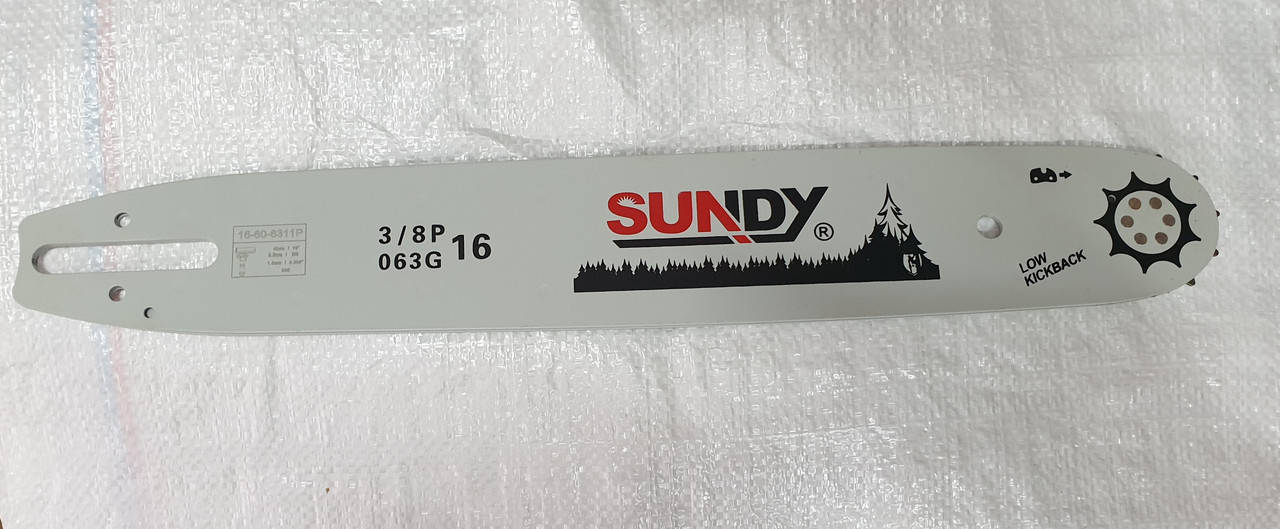 16-60-6311P
3/8P
063G
16
SUNDY
®
LOW
KICKBACK